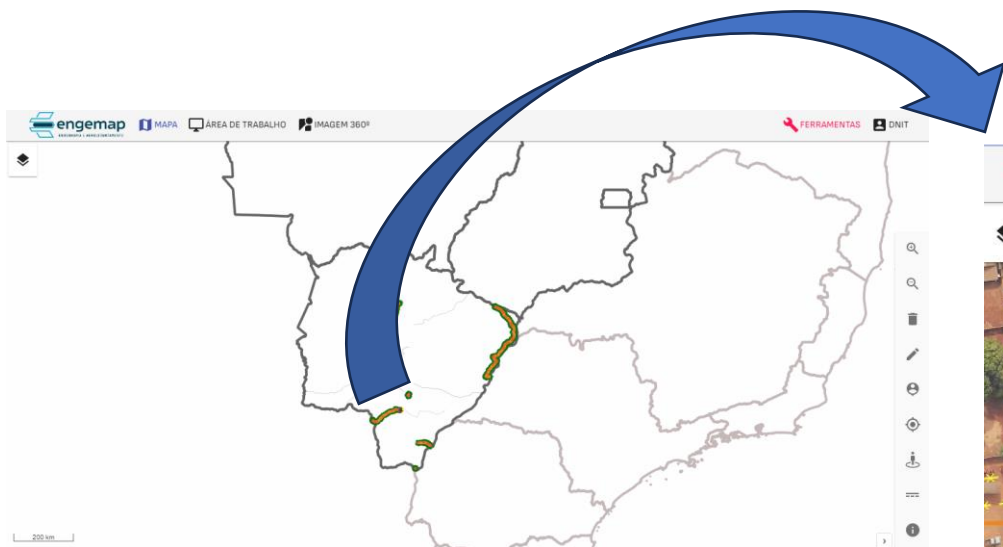 engemap
MAPA
ÁREA DE TRABALHO
IMAGEM 360º
FERRAMENTAS
DNIT
200 km